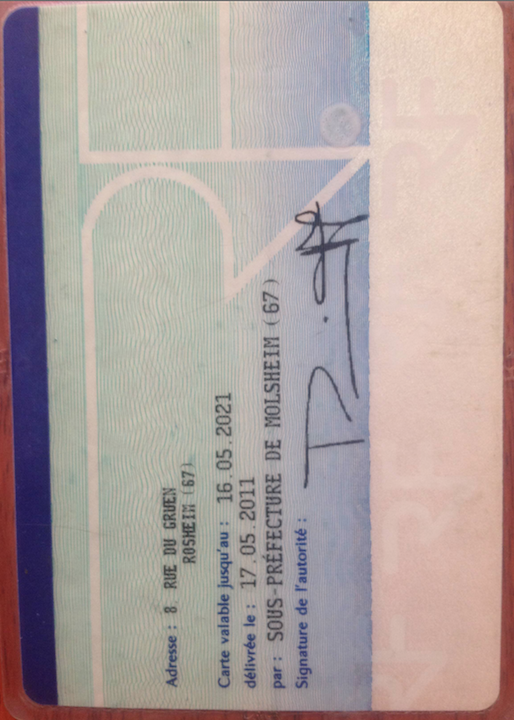 Adresse : 8 RUE DU GRUEN
ROSHEIM (67)
Carte valable jusqu'au : 16.05.2021
délivrée le : 17.05.2011
par : SOUS-PRÉFECTURE DE MOLSHEIM (67)
Signature de l'autorité :
RF